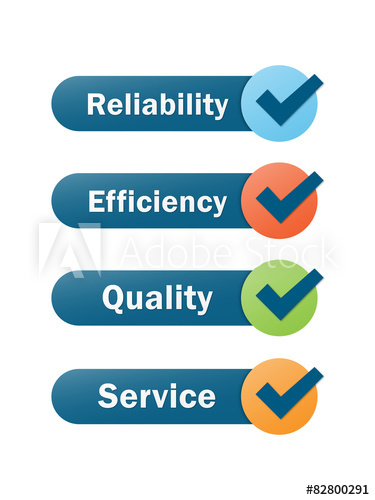 Reliability
Efficiency
Adobe Stock
Quality
Service
#82800291